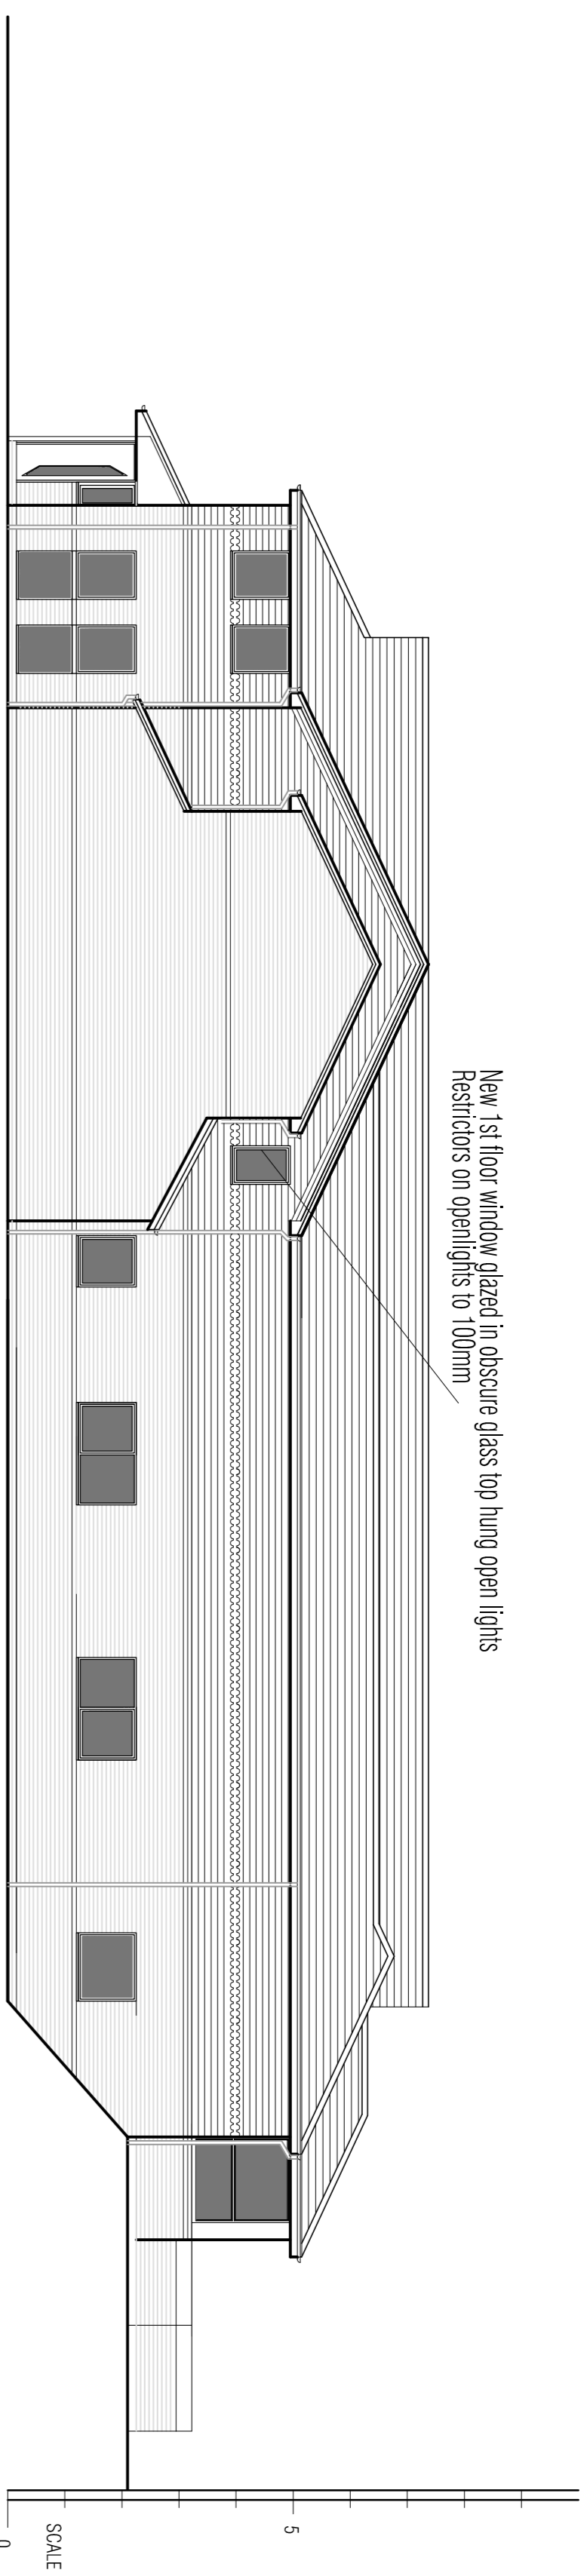 New 1st floor window glazed in obscure glass top hung open lights
Restrictors on openlights to 100mm
5
SCALE
0